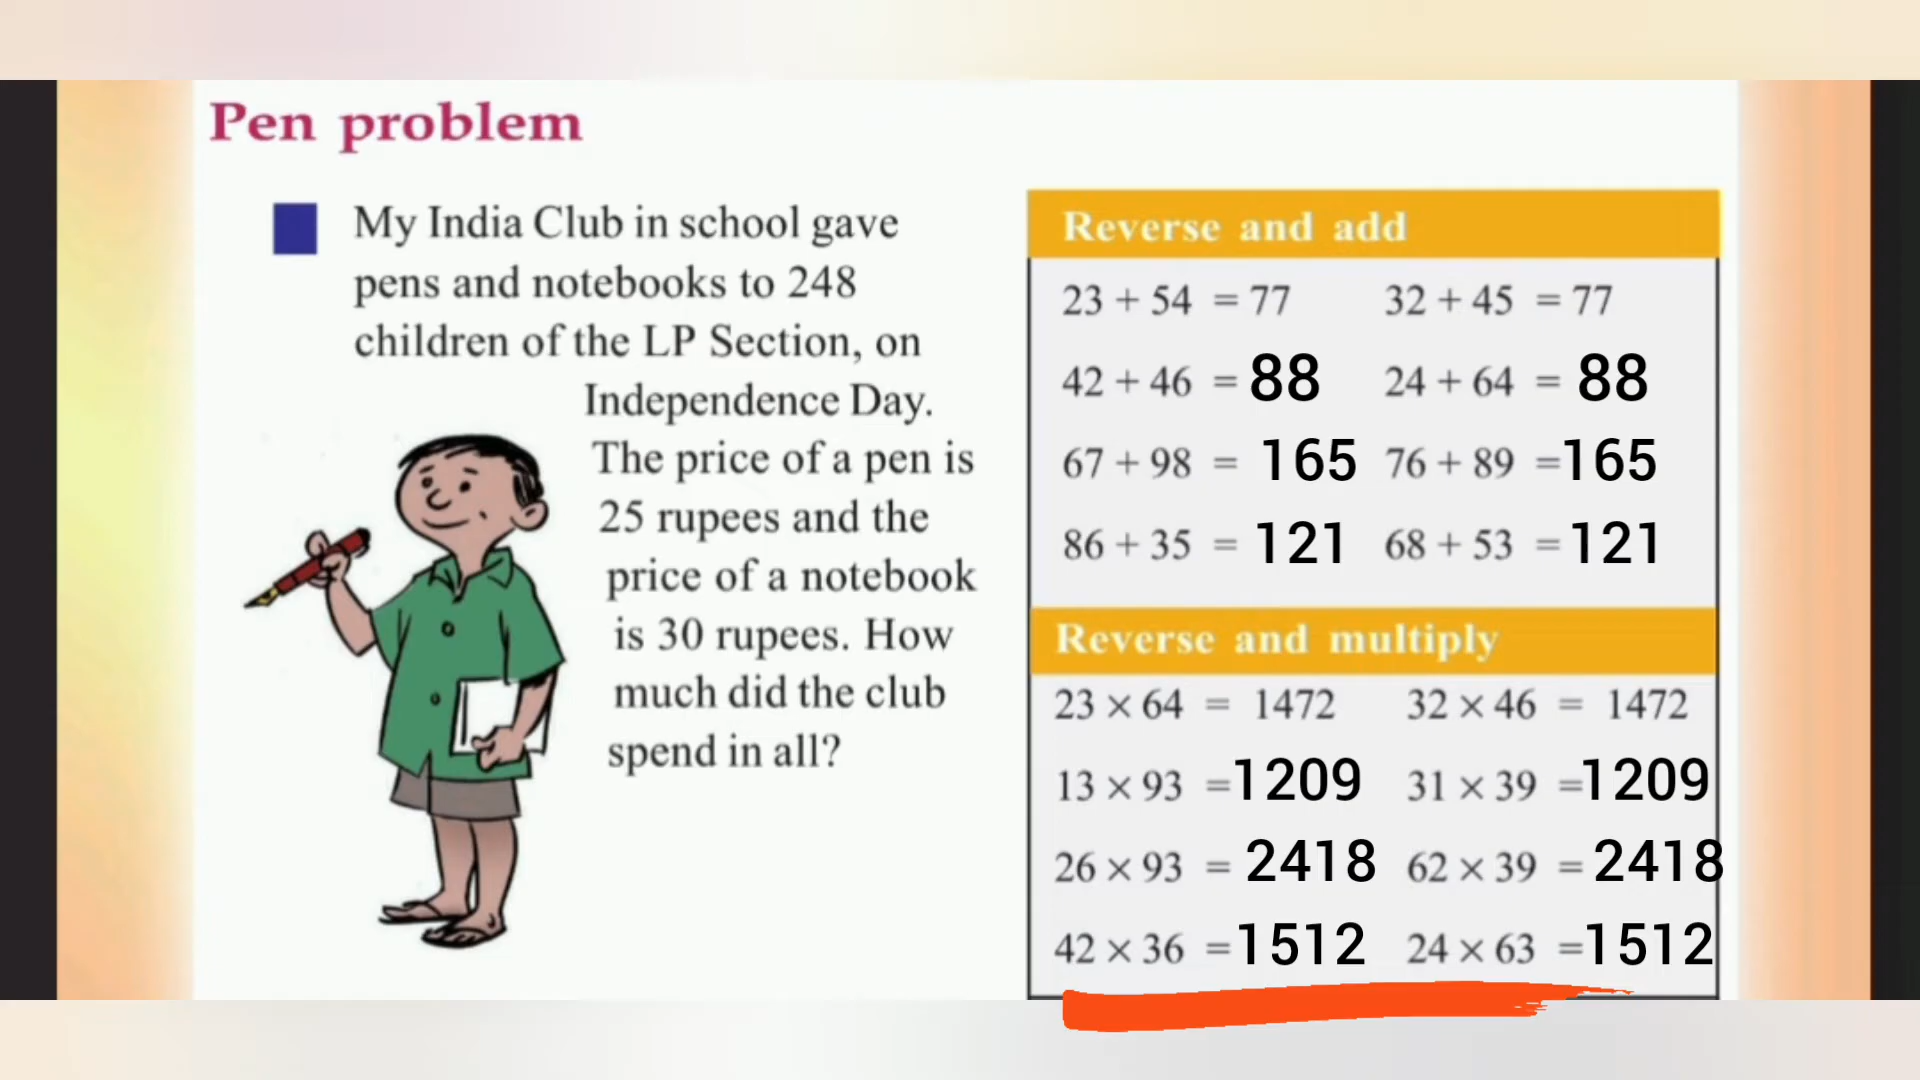 Pen problem
My India Club in school gave
pens and notebooks to 248
children of the LP Section, on
Independence Day.
The price of a pen is
25 rupees and the
price of a notebook
is 30 rupees. How
much did the club
spend in all?
Reverse and add
23 + 54 = 77 32 + 45 = 77
42 + 46 = 88 24 + 64 = 88
67 + 98 = 165 76 + 89 =165
86 + 35 = 121 68 + 53 =121
Reverse and multiply
23 × 64 = 1472 32 × 46 = 1472
13 × 93 =1209 31 × 39 =1209
26 × 93 = 2418 62 × 39 = 2418
42 × 36 =1512 24 × 63 =1512